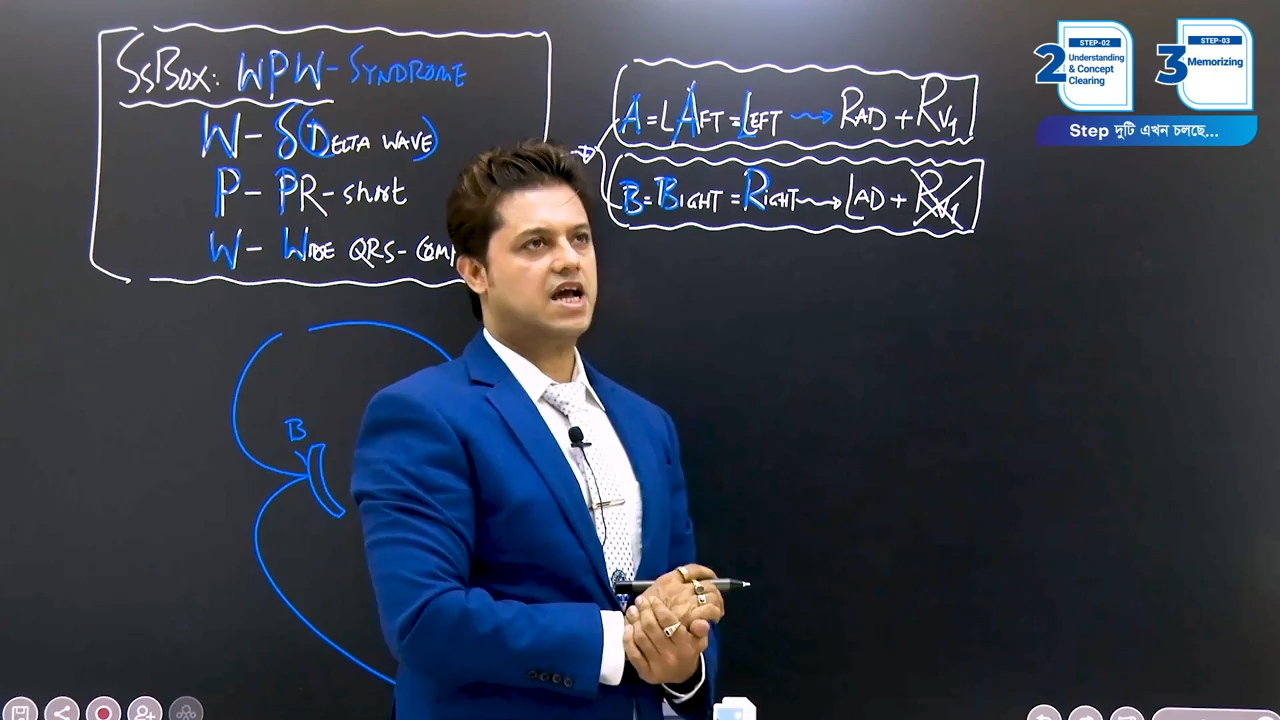 SsBox: WPW-SYNDROME
W- δ(DELTA WAVE)
P- PR-short
W- WIDE QRS-COMP
A = LAFT = LEFT → RAD + RV1
B = BIGHT = RIGHT → LAD + RV1
B
2 STEP-02
Understanding
& Concept
Clearing
3 STEP-03
Memorizing
Step দুটি এখন চলছে...